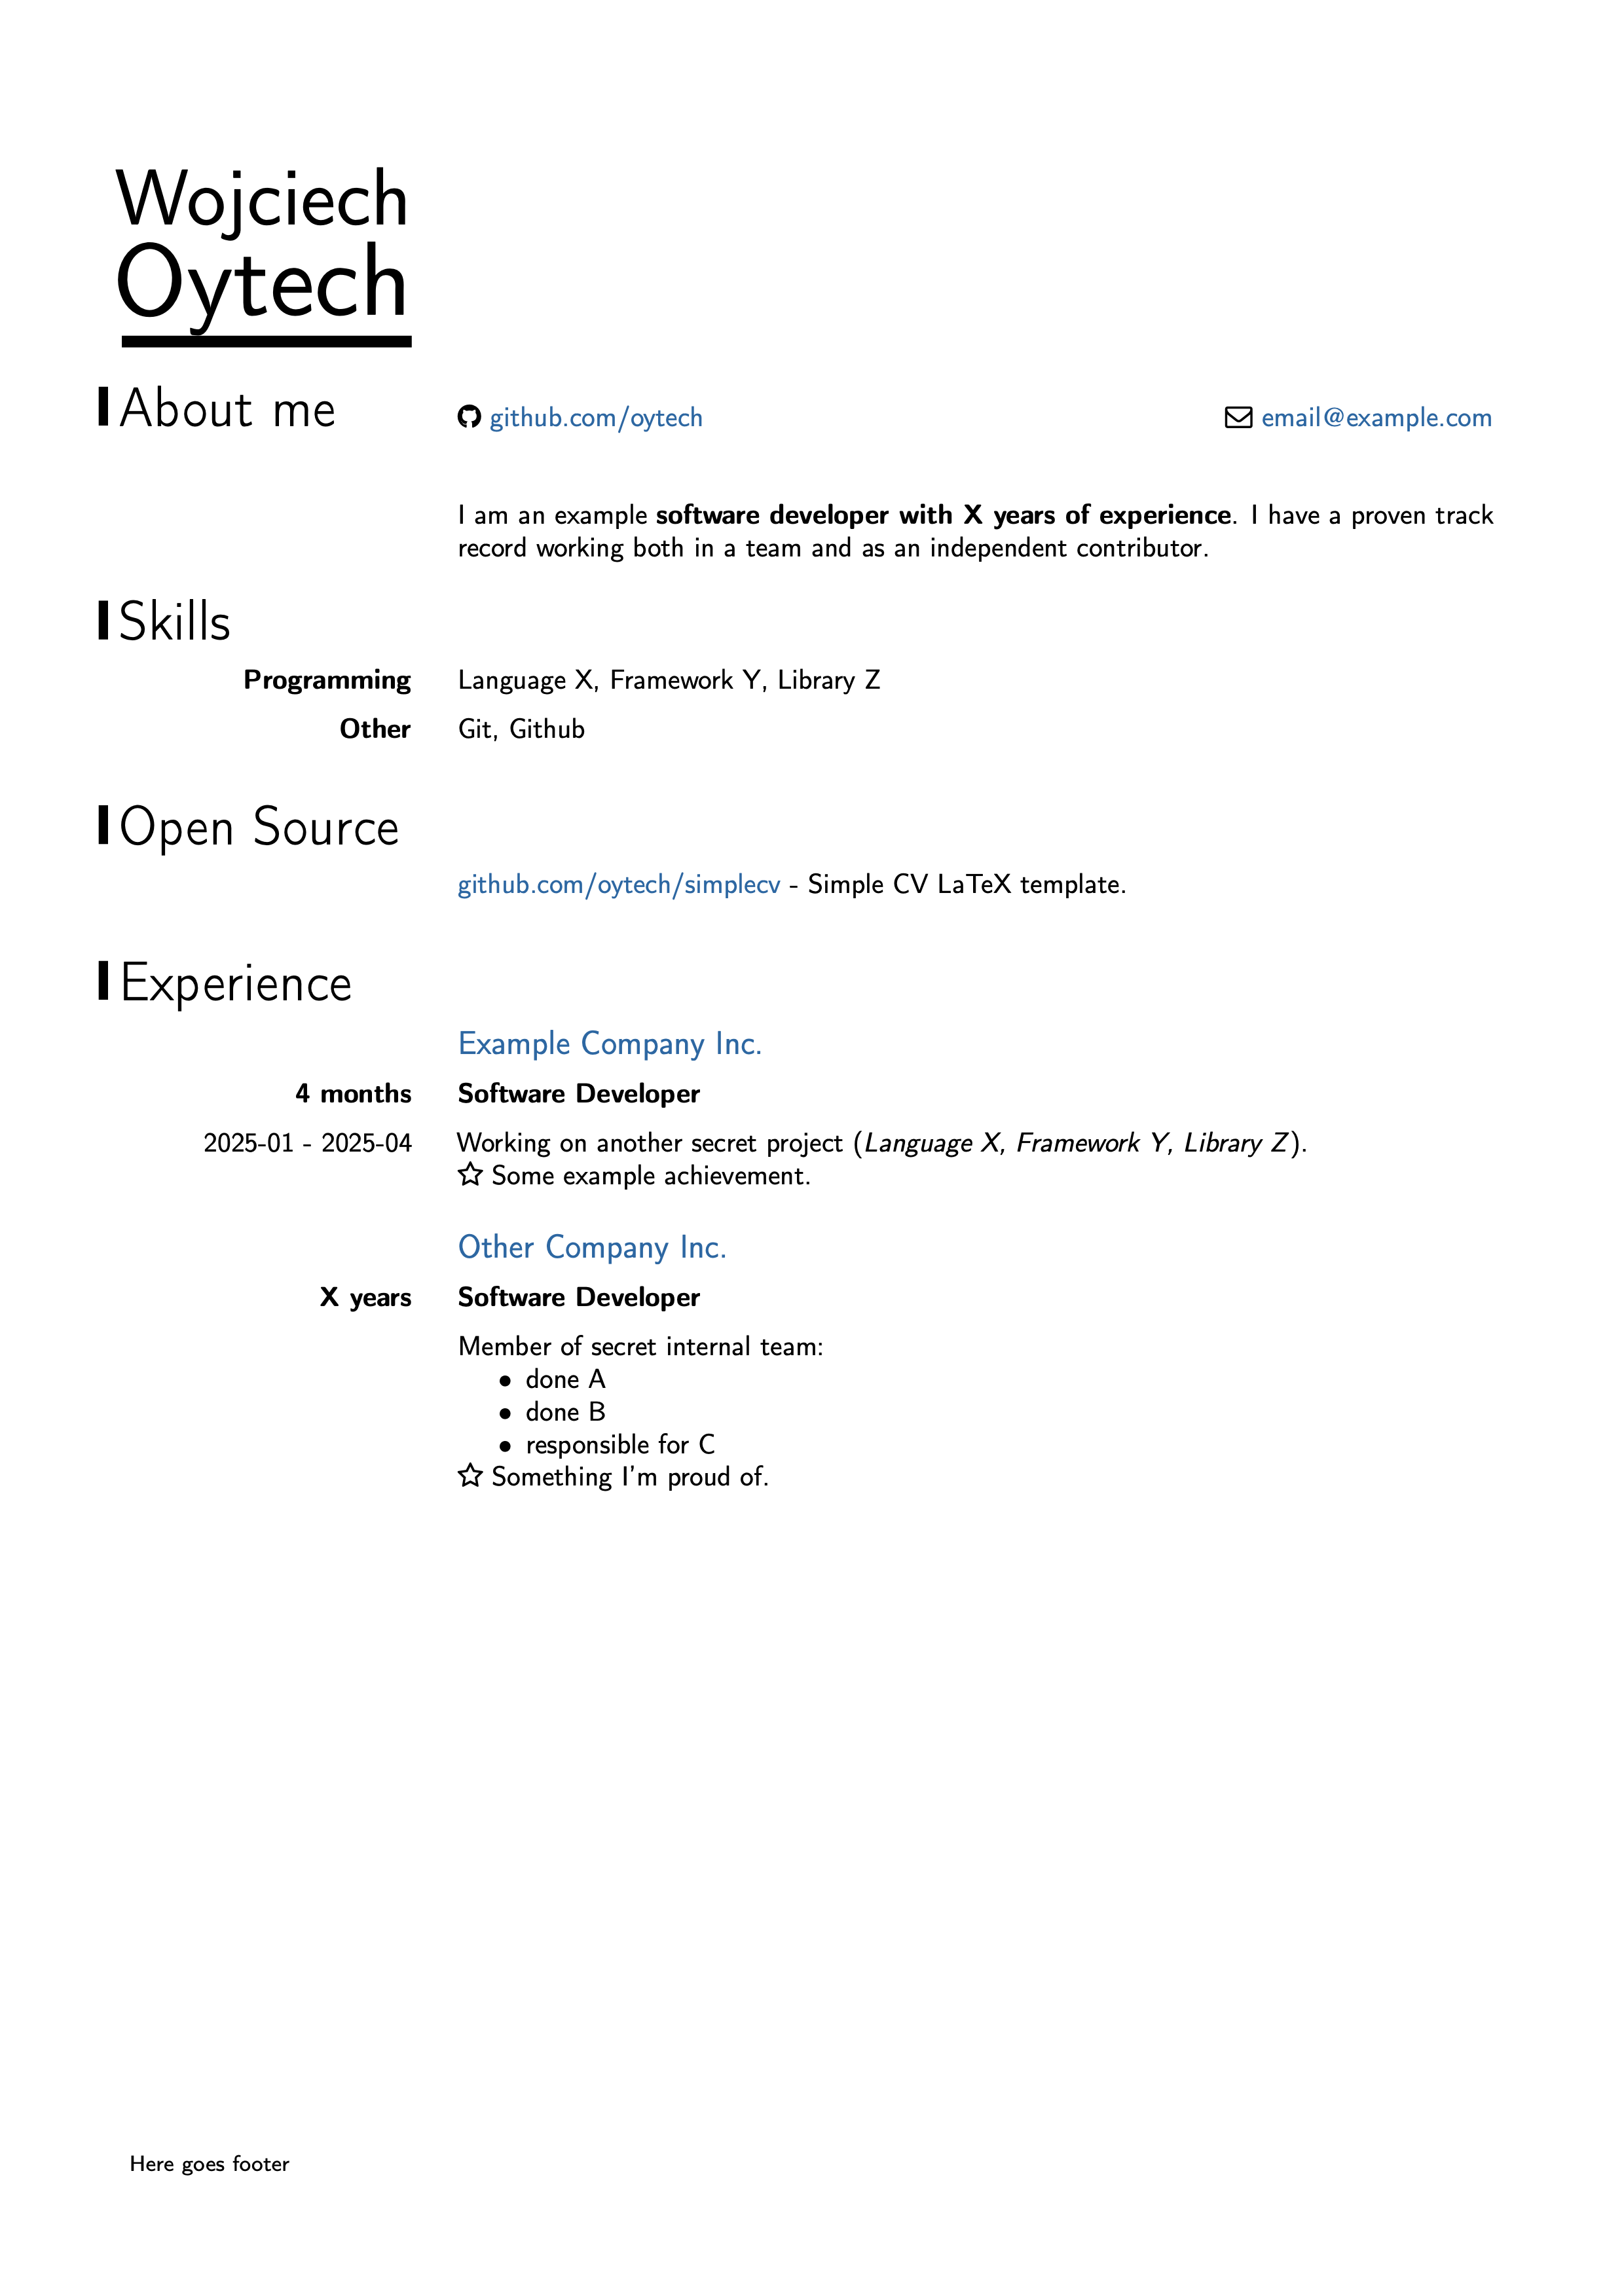 Wojciech
Oytech
About me
github.com/oytech
email@example.com
I am an example software developer with X years of experience. I have a proven track
record working both in a team and as an independent contributor.
Skills
Programming
Language X, Framework Y, Library Z
Other
Git, Github
Open Source
github.com/oytech/simplecv - Simple CV LaTeX template.
Experience
Example Company Inc.
4 months
Software Developer
2025-01 - 2025-04
Working on another secret project (Language X, Framework Y, Library Z).
Some example achievement.
Other Company Inc.
X years
Software Developer
Member of secret internal team:
• done A
• done B
• responsible for C
Something I'm proud of.
Here goes footer